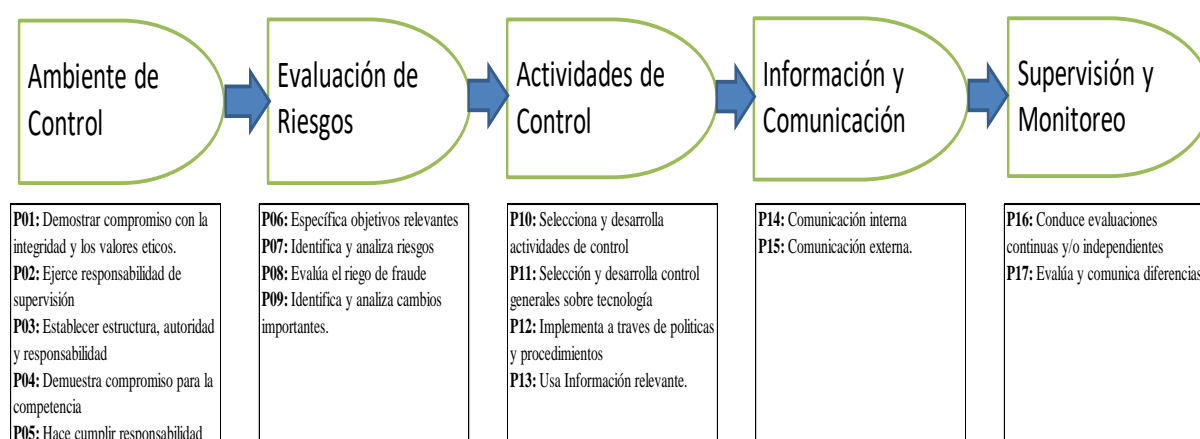 Ambiente de
Control
Evaluación de
Riesgos
Actividades de
Control
Información y
Comunicación
Supervisión y
Monitoreo
P01: Demostrar compromiso con la
integridad y los valores eticos.
P02: Ejerce responsabilidad de
supervisión
P03: Establecer estructura, autoridad
y responsabilidad
P04: Demuestra compromiso para la
competencia
P05: Hace cumplir responsabilidad
P06: Específica objetivos relevantes
P07: Identifica y analiza riesgos
P08: Evalúa el riego de fraude
P09: Identifica y analiza cambios
importantes.
P10: Selecciona y desarrolla
actividades de control
P11: Selección y desarrolla control
generales sobre tecnología
P12: Implementa a traves de politicas
y procedimientos
P13: Usa Información relevante.
P14: Comunicación interna
P15: Comunicación externa.
P16: Conduce evaluaciones
continuas y/o independientes
P17: Evalúa y comunica diferencias